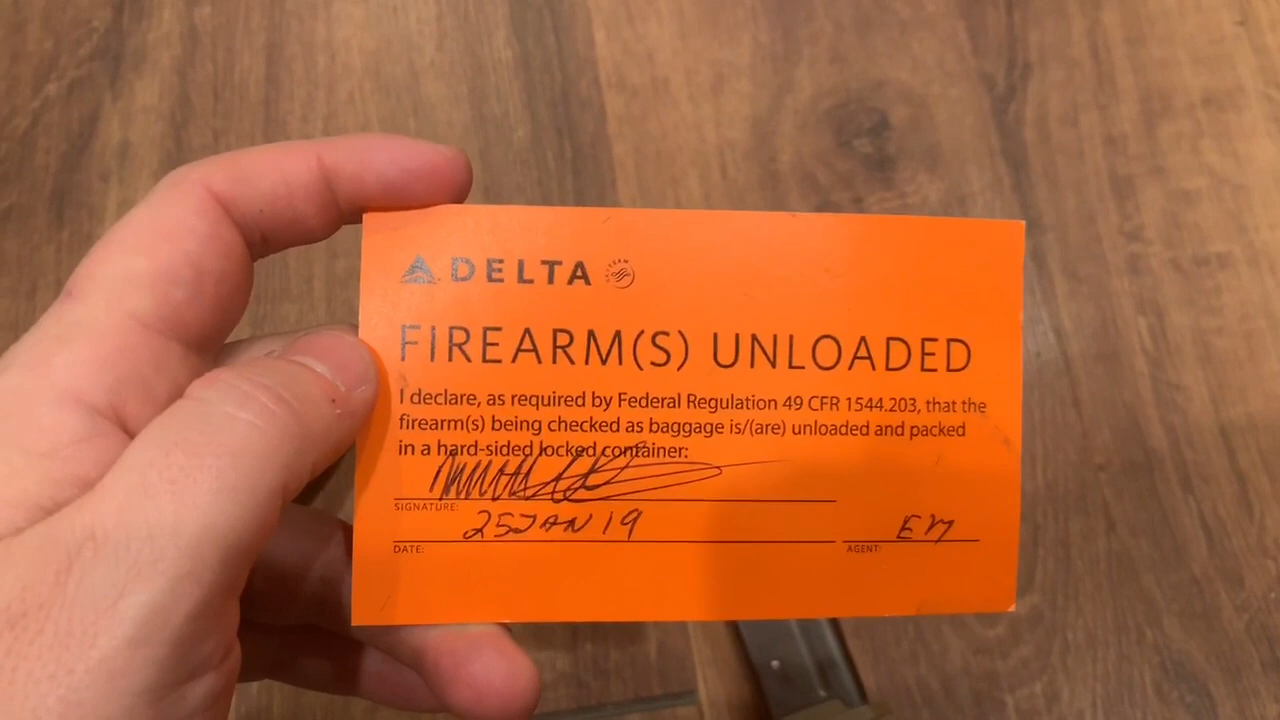 DELTA
FIREARM(S) UNLOADED
I declare, as required by Federal Regulation 49 CFR 1544.203, that the
firearm(s) being checked as baggage is/(are) unloaded and packed
in a hard-sided locked container:
SIGNATURE:
25JAN19
EM
DATE:
AGENT: